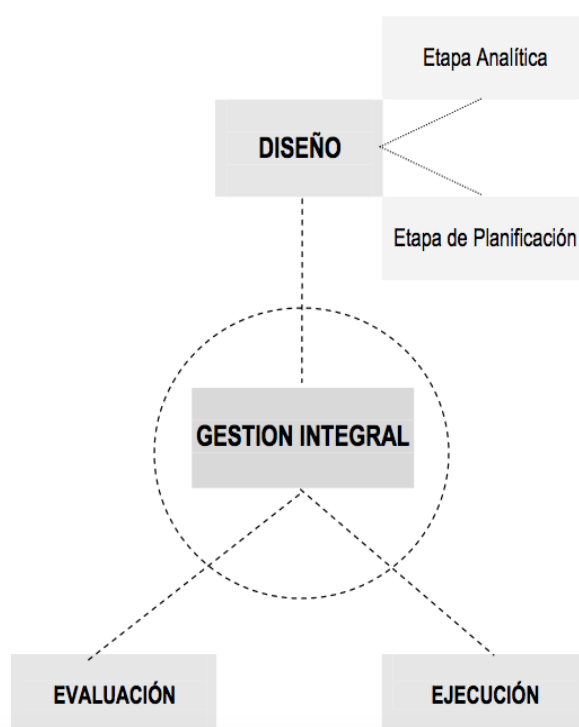 Etapa Analítica
DISEÑO
Etapa de Planificación
GESTION INTEGRAL
EVALUACIÓN
EJECUCIÓN